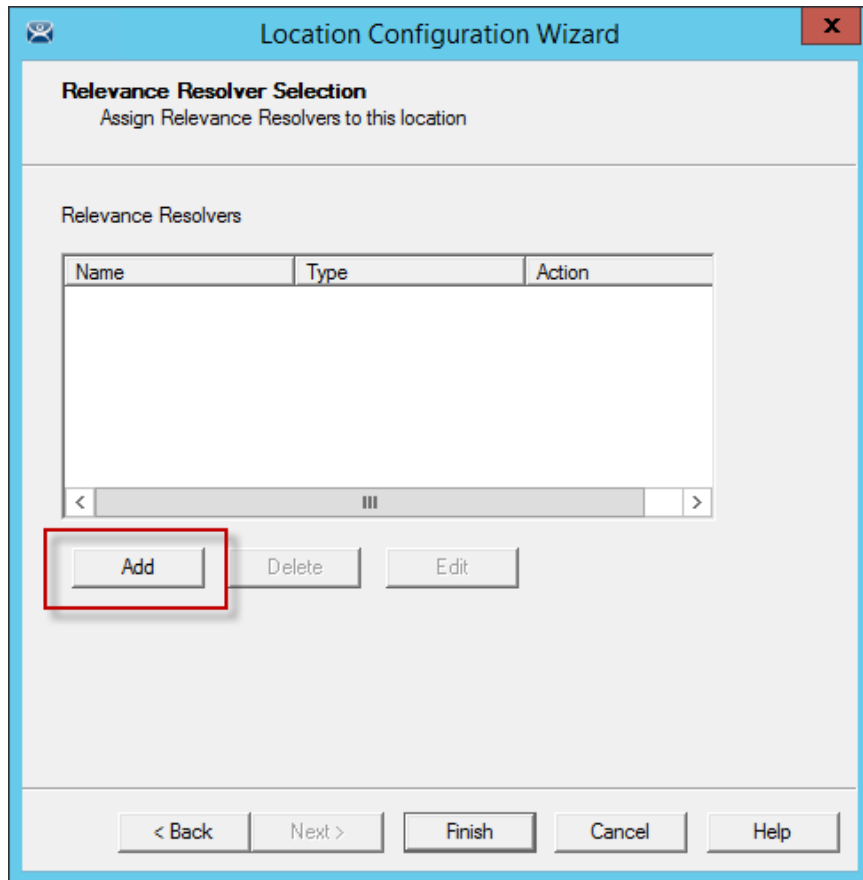 Location Configuration Wizard
x
Relevance Resolver Selection
Assign Relevance Resolvers to this location
Relevance Resolvers
Name Type Action
Add Delete Edit
< Back Next > Finish Cancel Help